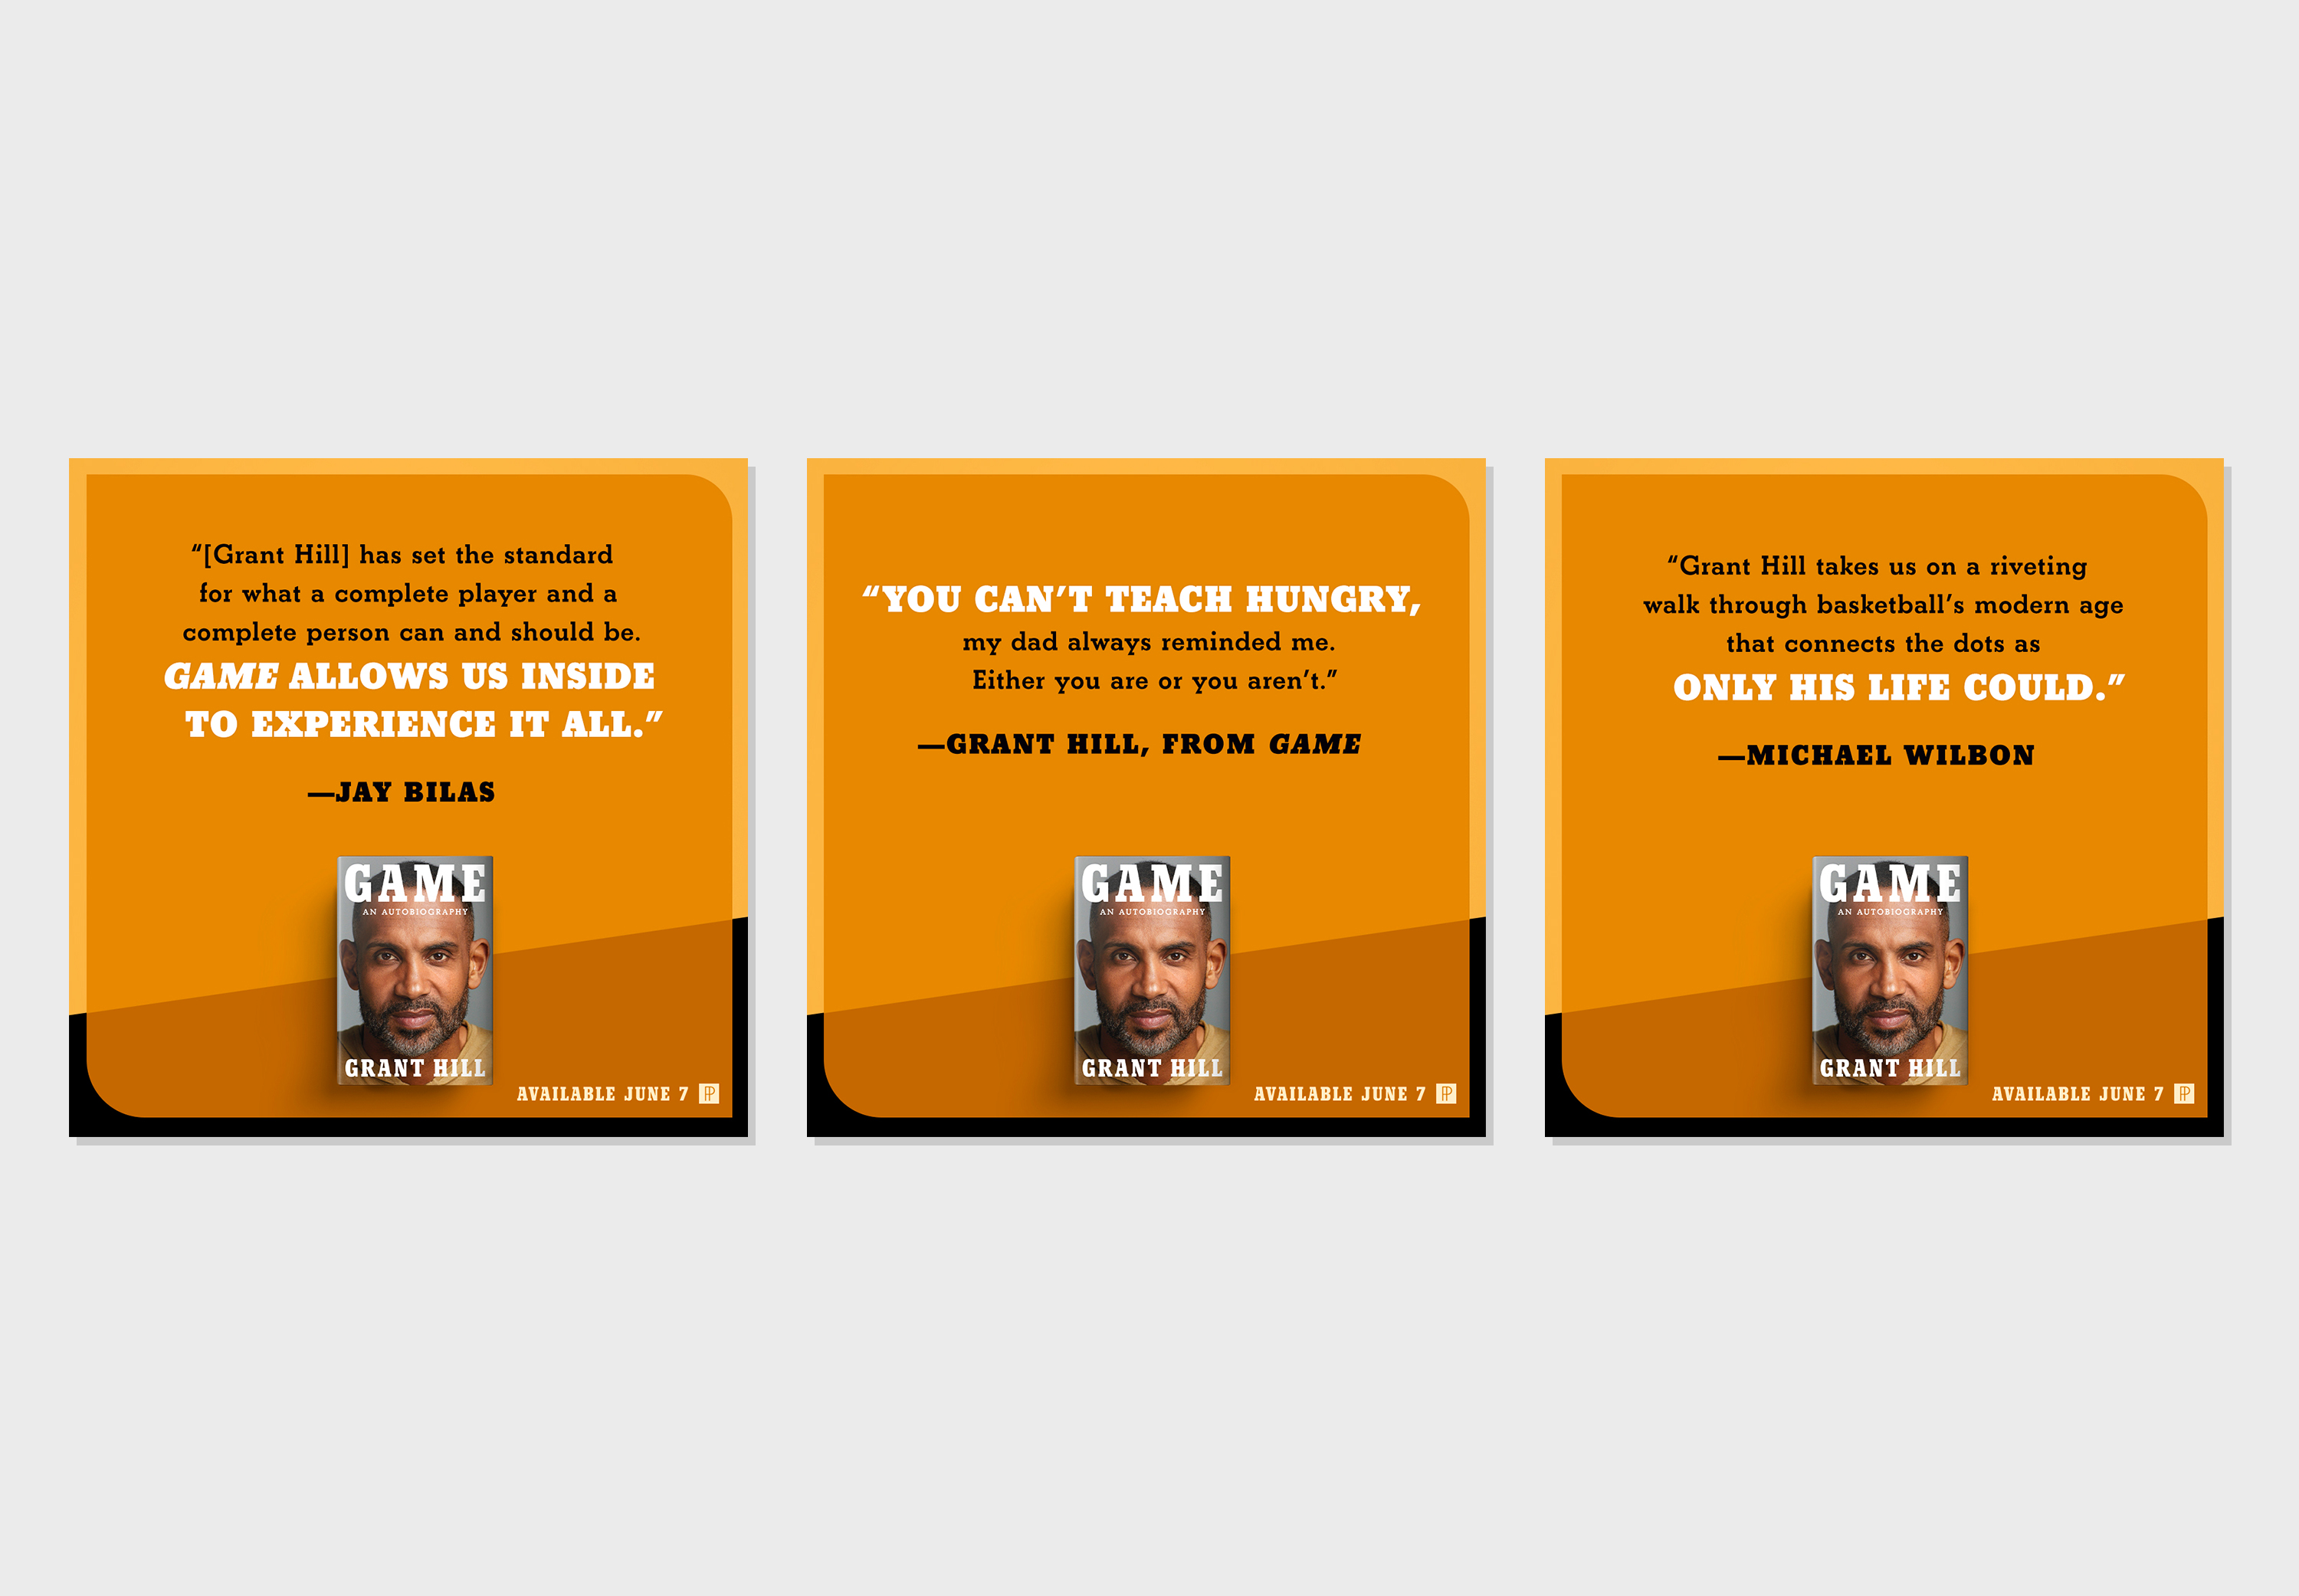 “[Grant Hill] has set the standard
for what a complete player and a
complete person can and should be.
GAME ALLOWS US INSIDE
TO EXPERIENCE IT ALL.”
—JAY BILAS
GAME
AN AUTOBIOGRAPHY
GRANT HILL
AVAILABLE JUNE 7
“YOU CAN’T TEACH HUNGRY,
my dad always reminded me.
Either you are or you aren’t.”
—GRANT HILL, FROM GAME
GAME
AN AUTOBIOGRAPHY
GRANT HILL
AVAILABLE JUNE 7
“Grant Hill takes us on a riveting
walk through basketball’s modern age
that connects the dots as
ONLY HIS LIFE COULD.”
—MICHAEL WILBON
GAME
AN AUTOBIOGRAPHY
GRANT HILL
AVAILABLE JUNE 7